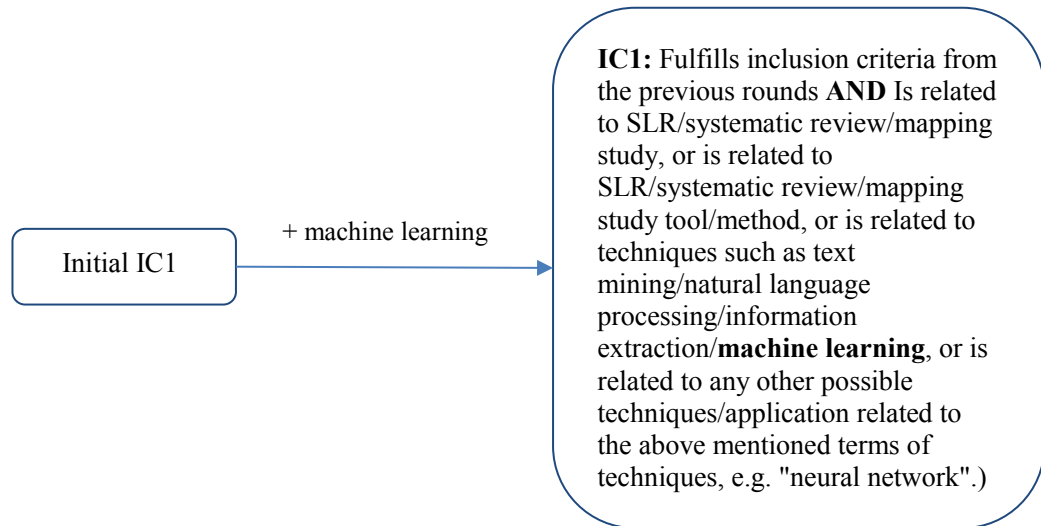 Initial IC1
+ machine learning
IC1: Fulfills inclusion criteria from
the previous rounds AND Is related
to SLR/systematic review/mapping
study, or is related to
SLR/systematic review/mapping
study tool/method, or is related to
techniques such as text
mining/natural language
processing/information
extraction/machine learning, or is
related to any other possible
techniques/application related to
the above mentioned terms of
techniques, e.g. "neural network".)